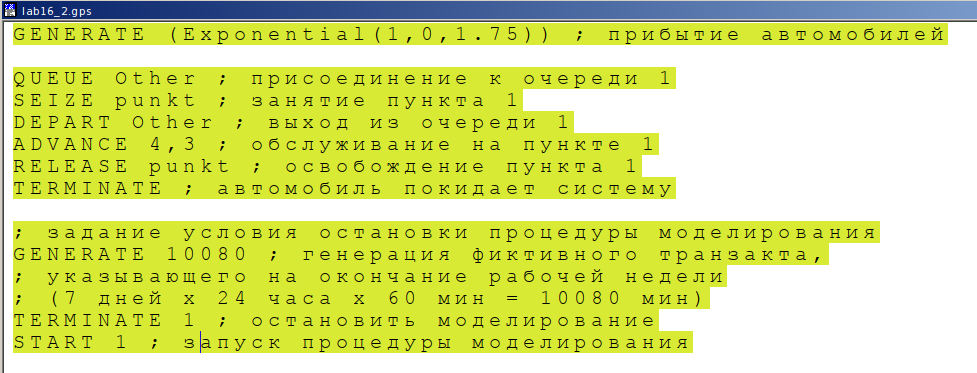 lab16_2.gps
GENERATE (Exponential(1,0,1.75)) ; прибытие автомобилей
QUEUE Other ; присоединение к очереди 1
SEIZE punkt ; занятие пункта 1
DEPART Other ; выход из очереди 1
ADVANCE 4,3 ; обслуживание на пункте 1
RELEASE punkt ; освобождение пункта 1
TERMINATE ; автомобиль покидает систему
; задание условия остановки процедуры моделирования
GENERATE 10080 ; генерация фиктивного транзакта,
; указывающего на окончание рабочей недели
; (7 дней x 24 часа x 60 мин = 10080 мин)
TERMINATE 1 ; остановить моделирование
START 1 ; запуск процедуры моделирования